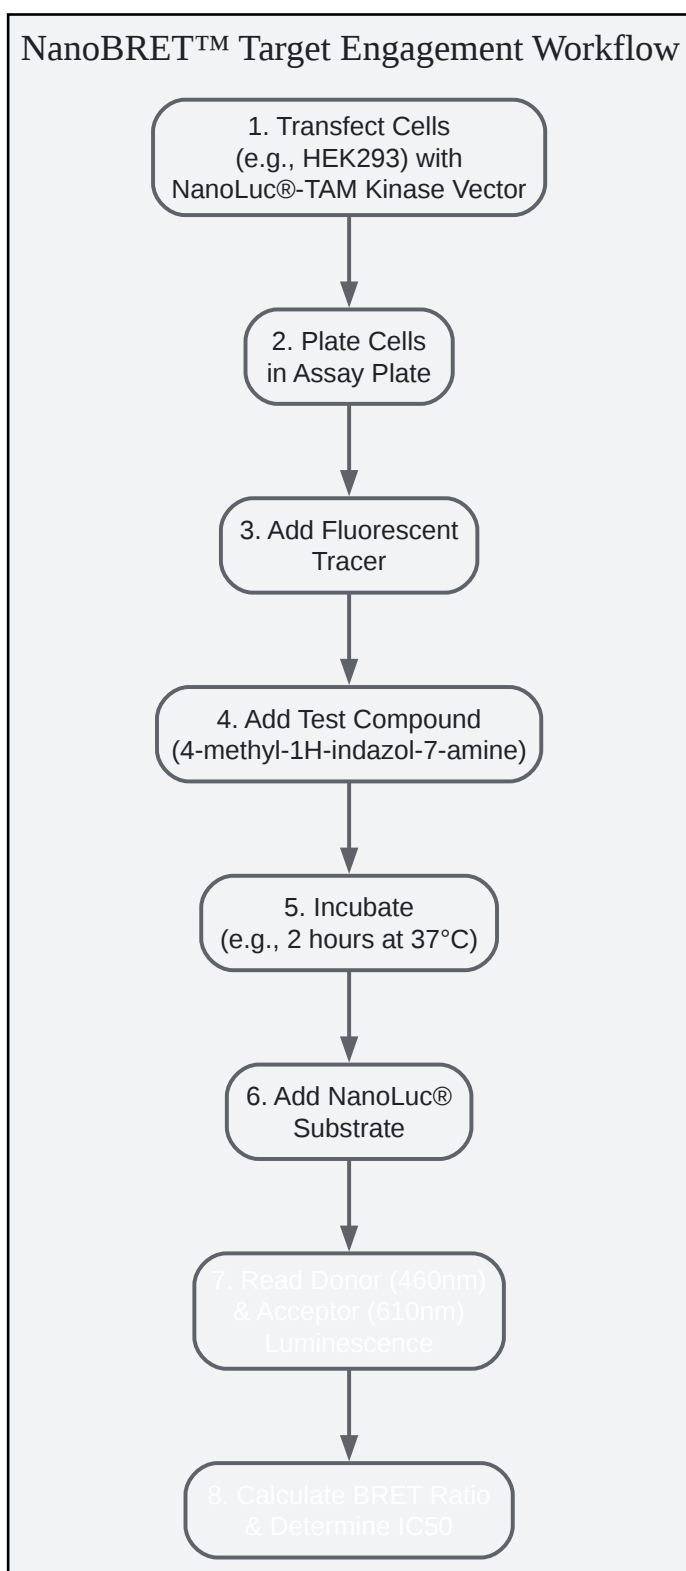 NanoBRET™ Target Engagement Workflow
1. Transfect Cells
(e.g., HEK293) with
NanoLuc®-TAM Kinase Vector
2. Plate Cells
in Assay Plate
3. Add Fluorescent
Tracer
4. Add Test Compound
(4-methyl-1H-indazol-7-amine)
5. Incubate
(e.g., 2 hours at 37°C)
6. Add NanoLuc®
Substrate
7. Read Donor (460nm)
& Acceptor (610nm)
Luminescence
8. Calculate BRET Ratio
& Determine IC50